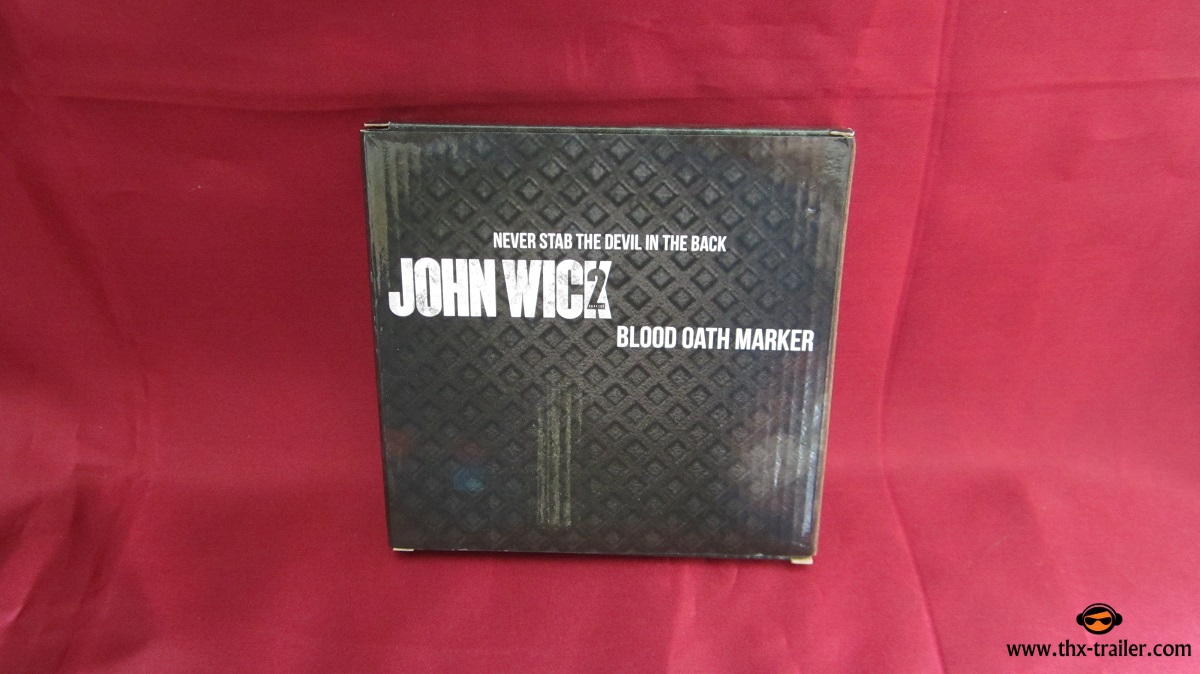 NEVER STAB THE DEVIL IN THE BACK
JOHN WICK
2
BLOOD OATH MARKER
www.thx-trailer.com